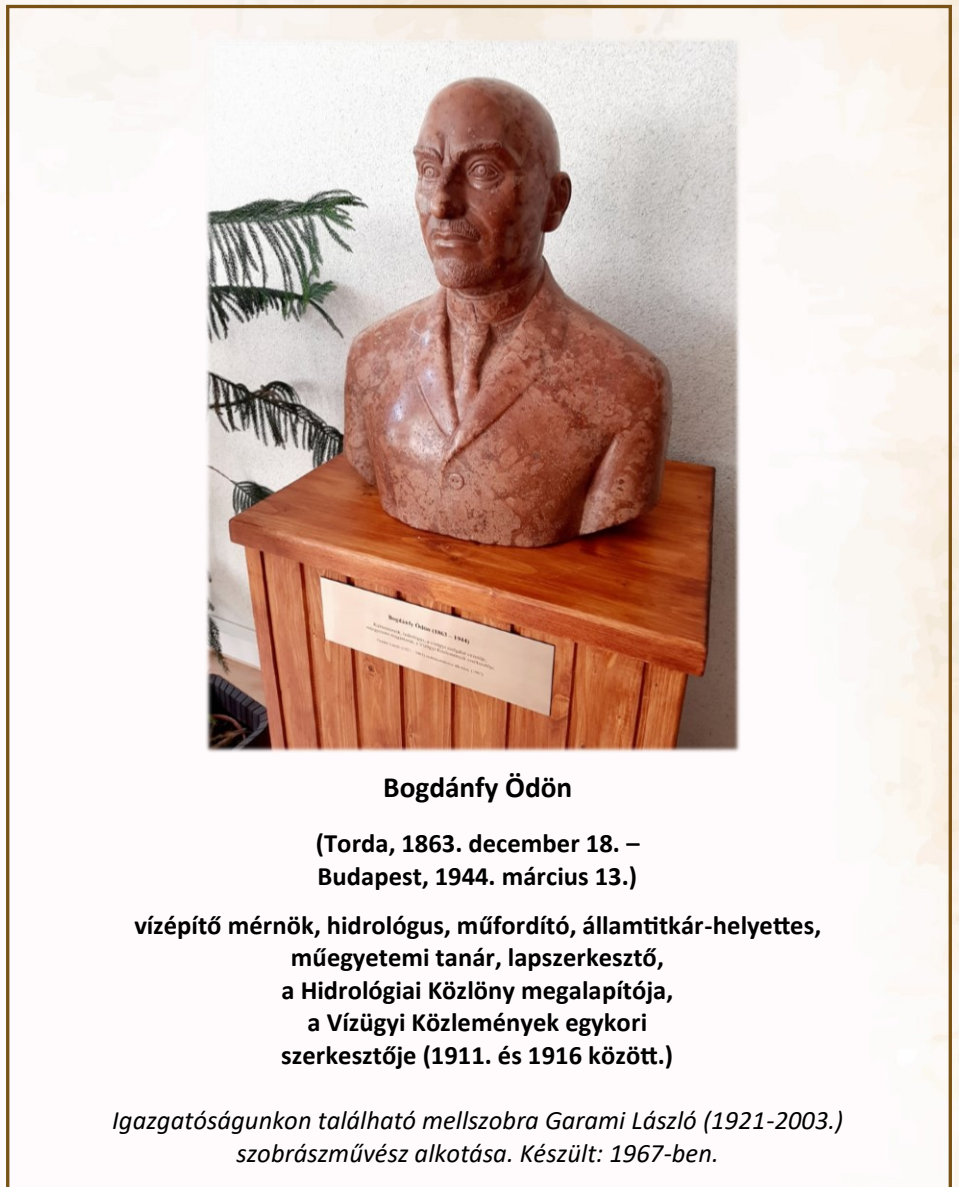 Bogdánfy Ödön (1863 – 1944)
Bogdánfy Ödön
(Torda, 1863. december 18. –
Budapest, 1944. március 13.)
vízépítő mérnök, hidrológus, műfordító, államtitkár-helyettes,
műegyetemi tanár, lapszerkesztő,
a Hidrológiai Közlöny megalapítója,
a Vízügyi Közlemények egykori
szerkesztője (1911. és 1916 között.)
Igazgatóságunkon található mellszobra Garami László (1921-2003.)
szobrászművész alkotása. Készült: 1967-ben.